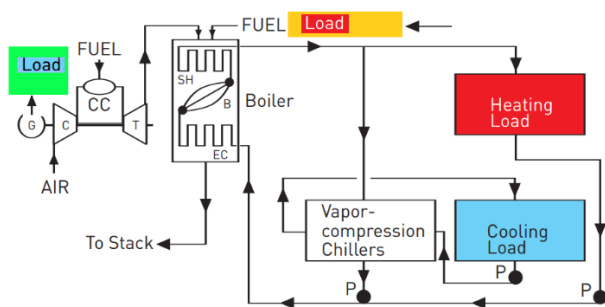 FUEL
Load
FUEL
Load
CC
SH
B
Boiler
G
C
T
EC
AIR
To Stack
Heating
Load
Vapor-
compression
Chillers
Cooling
Load
P
P
P